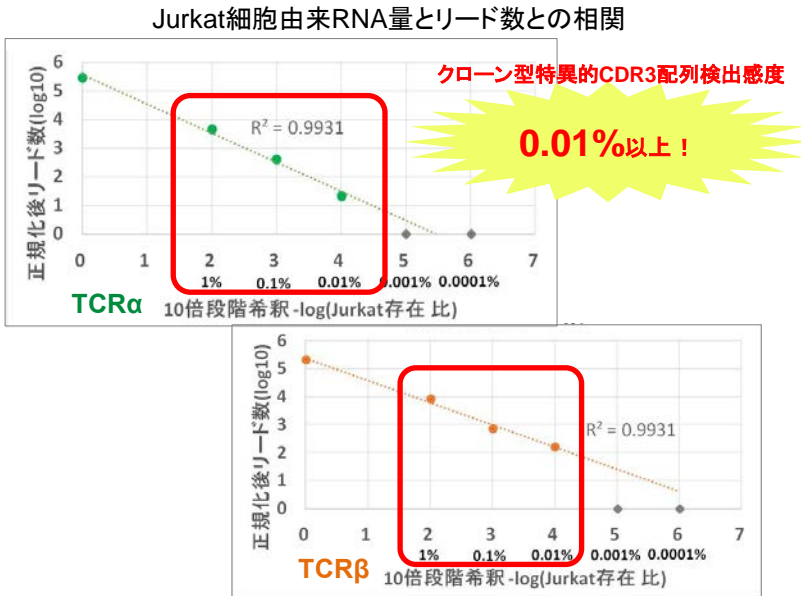 Jurkat細胞由来RNA量とリード数との相関
クローン型特異的CDR3配列検出感度
0.01%以上！
正規化後リード数(log10)
6
5
4
3
2
1
0
R² = 0.9931
0 1 2 3 4 5 6 7
1% 0.1% 0.01% 0.001% 0.0001%
TCRα
10倍段階希釈 -log(Jurkat存在 比)
正規化後リード数(log10)
6
5
4
3
2
1
0
R² = 0.9931
0 1 2 3 4 5 6 7
1% 0.1% 0.01% 0.001% 0.0001%
TCRβ
10倍段階希釈 -log(Jurkat存在 比)